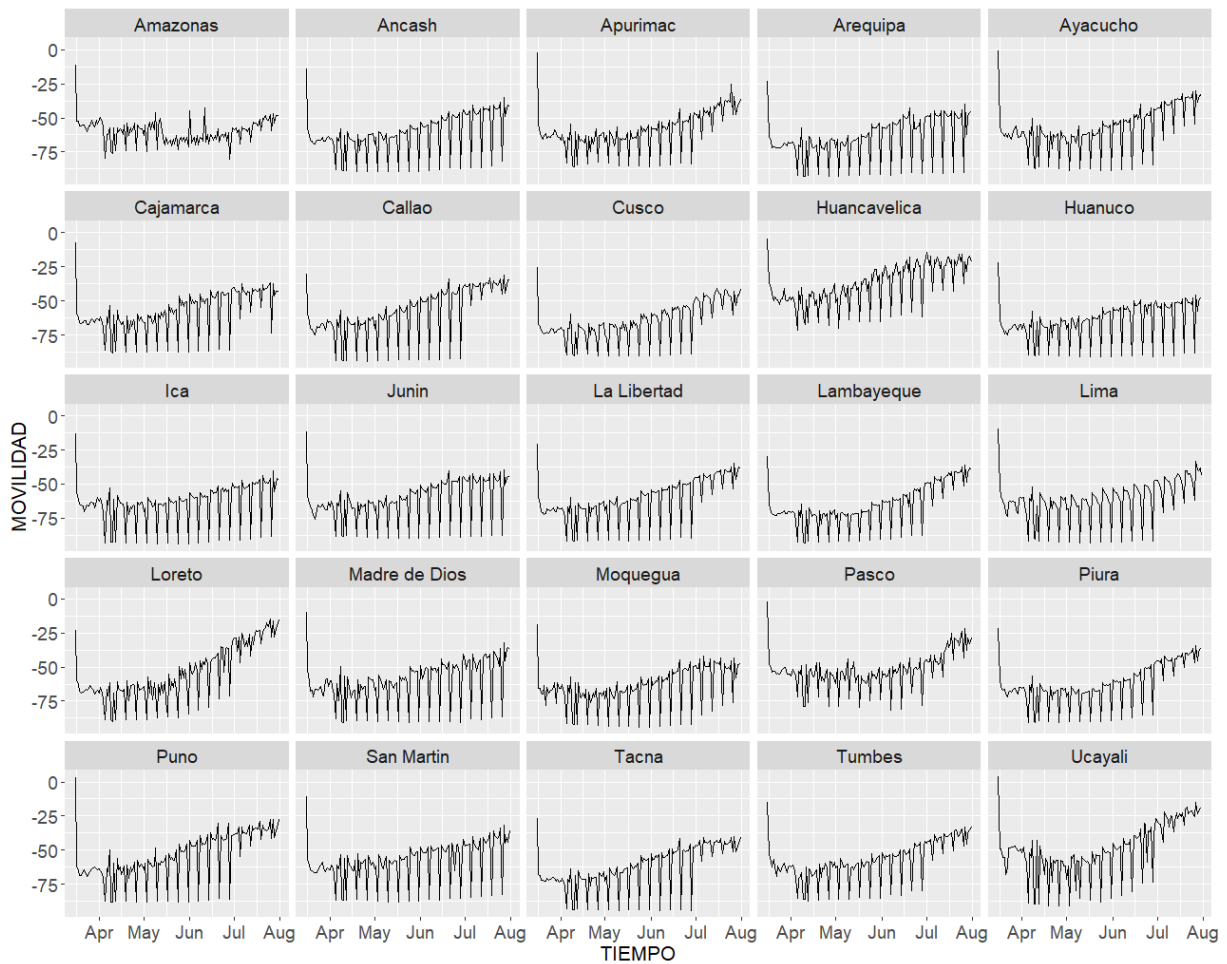 Amazonas Ancash Apurimac Arequipa Ayacucho
0
-25
-50
-75
Cajamarca Callao Cusco Huancavelica Huanuco
0
-25
-50
-75
Ica Junin La Libertad Lambayeque Lima
0
-25
-50
-75
MOVILIDAD
Loreto Madre de Dios Moquegua Pasco Piura
0
-25
-50
-75
Puno San Martin Tacna Tumbes Ucayali
0
-25
-50
-75
Apr May Jun Jul Aug Apr May Jun Jul Aug Apr May Jun Jul Aug Apr May Jun Jul Aug Apr May Jun Jul Aug
TIEMPO